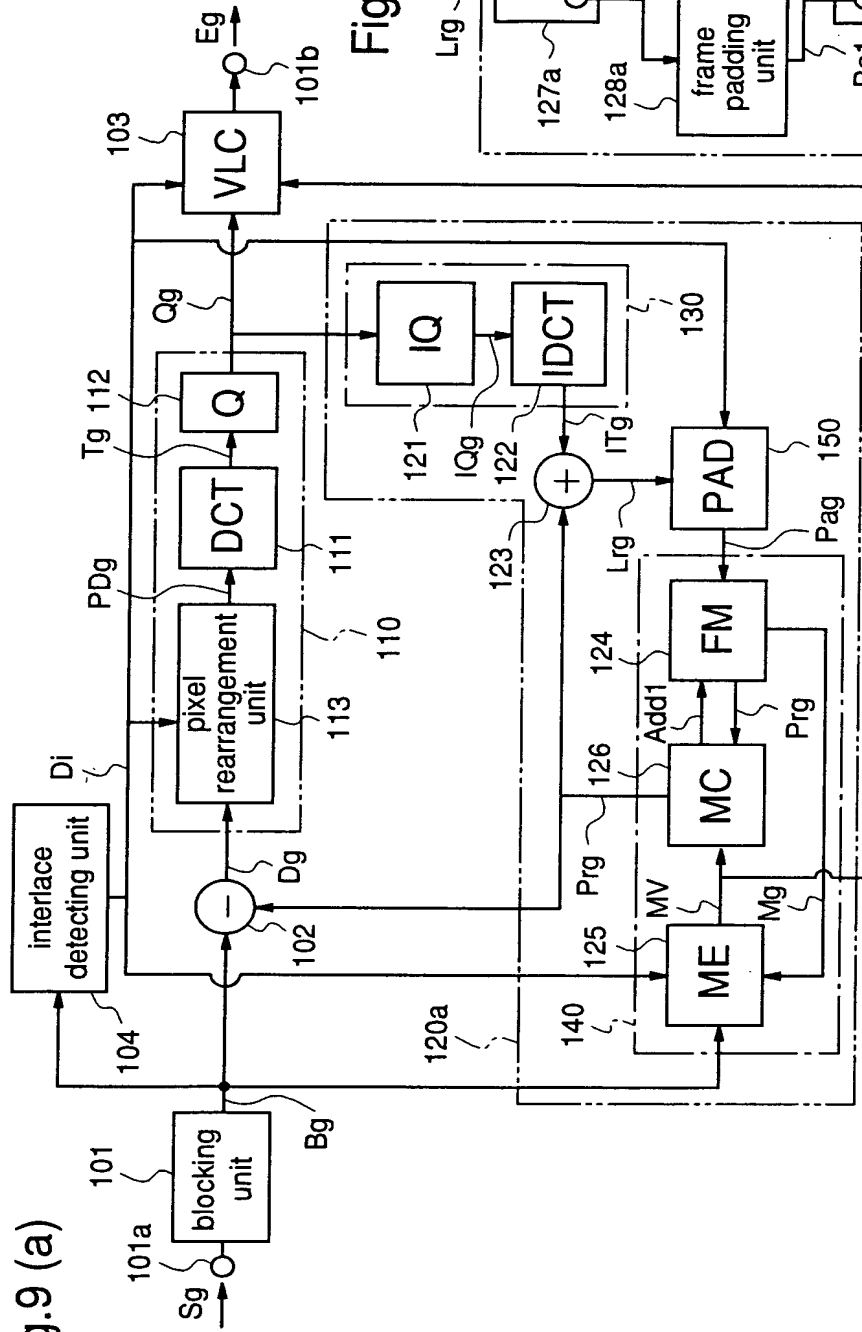 g.9 (a)
Sg
101a
101
blocking
unit
Bg
104
interlace
detecting unit
Di
102
Dg
pixel
rearrangement
unit
113
PDg
DCT
111
Tg
112
Q
110
Qg
103
VLC
Eg
101b
120a
130
IQ
121
IQg
IDCT
122
ITg
+
123
Lrg
PAD
150
Pag
140
ME
125
MV
Mg
MC
126
Prg
Add1
FM
124
Prg
Fig
Lrg
127a
128a
frame
padding
unit